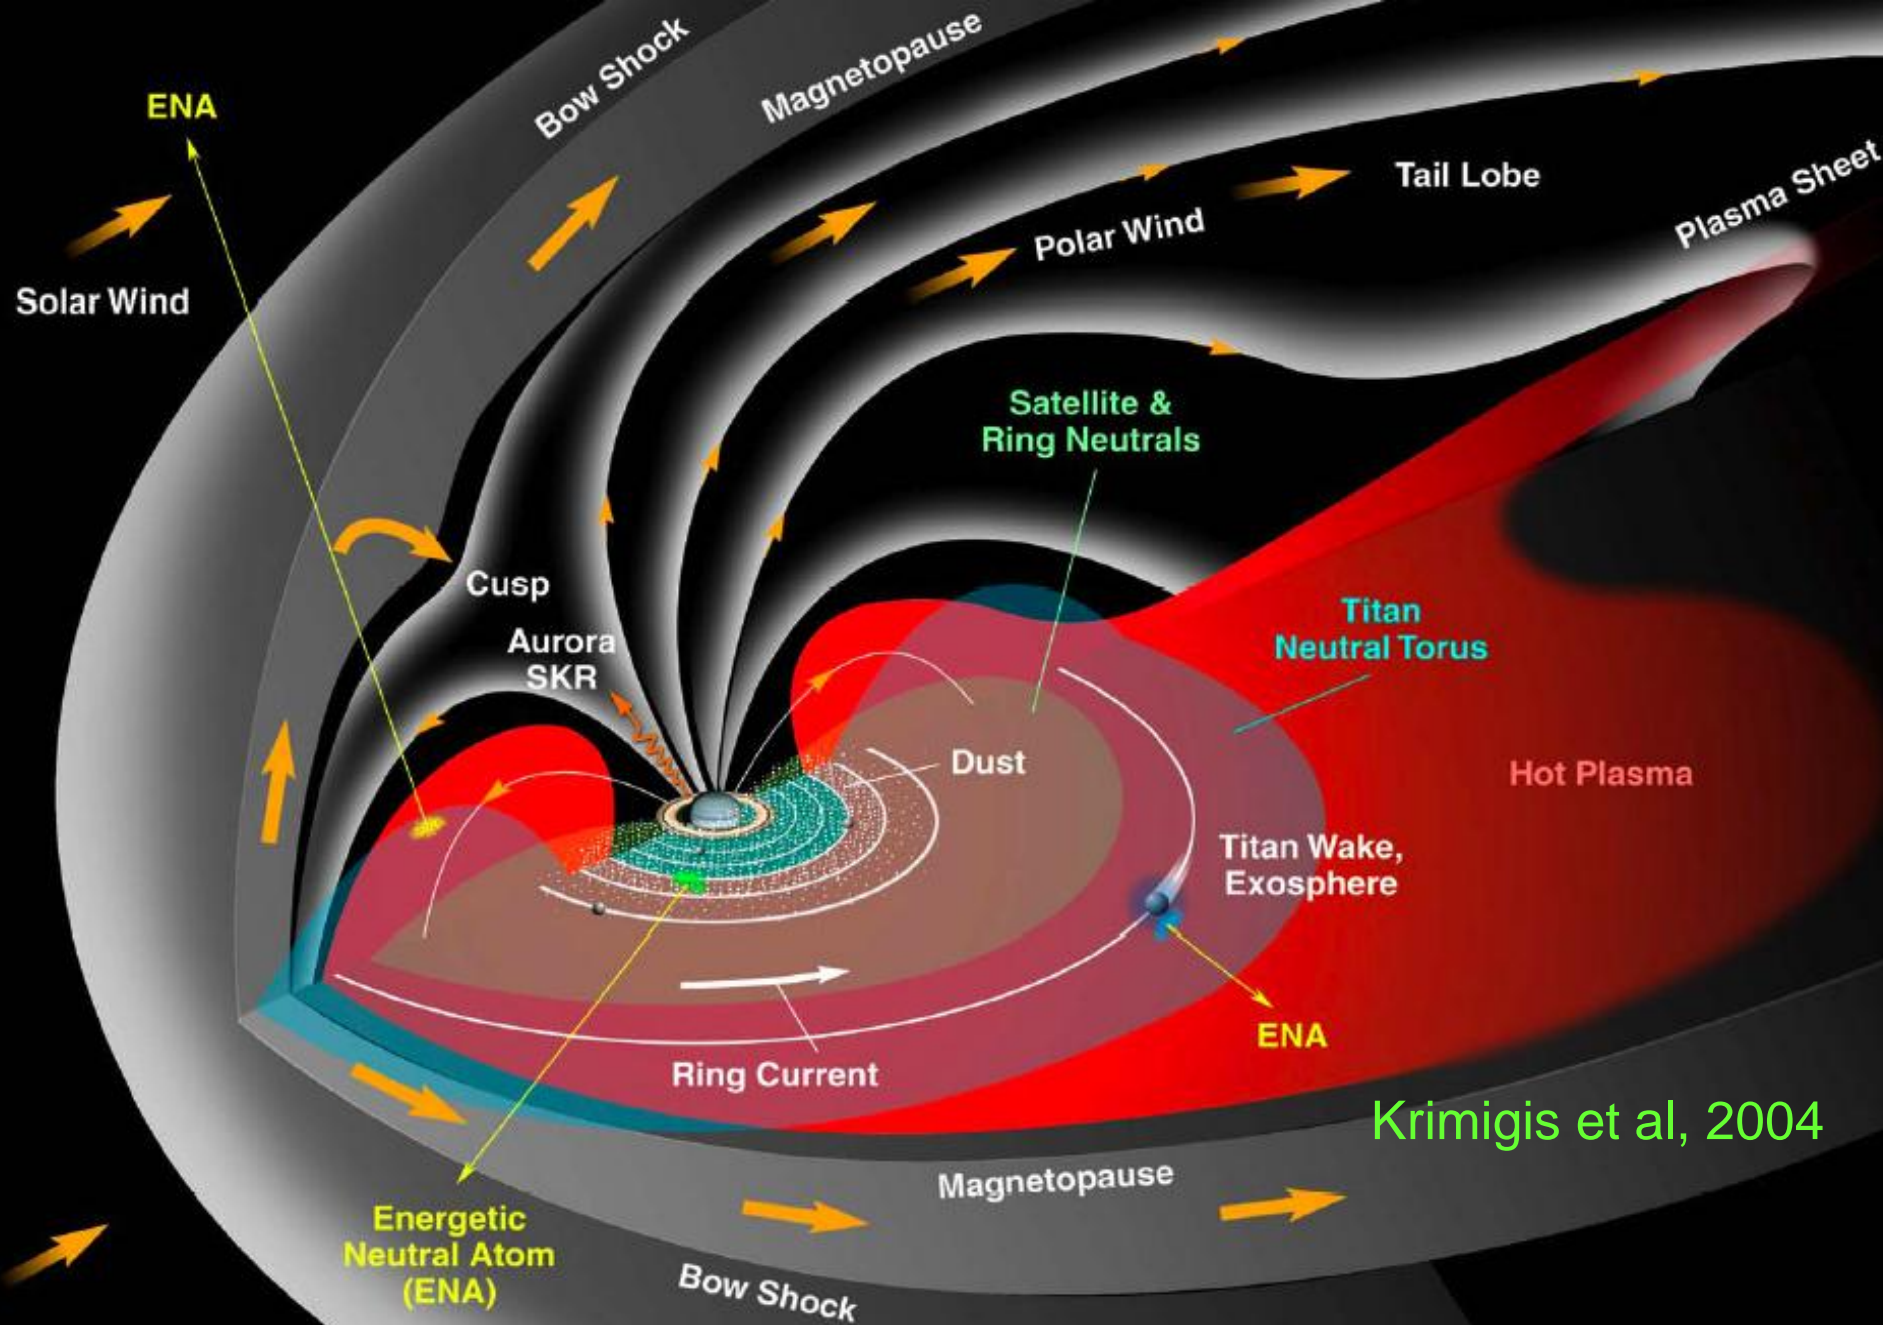 Bow Shock
Magnetopause
ENA
Tail Lobe
Plasma Sheet
Polar Wind
Solar Wind
Satellite &
Ring Neutrals
Cusp
Titan
Neutral Torus
Aurora
SKR
Dust
Hot Plasma
Titan Wake,
Exosphere
ENA
Ring Current
Krimigis et al, 2004
Magnetopause
Energetic
Neutral Atom
(ENA)
Bow Shock